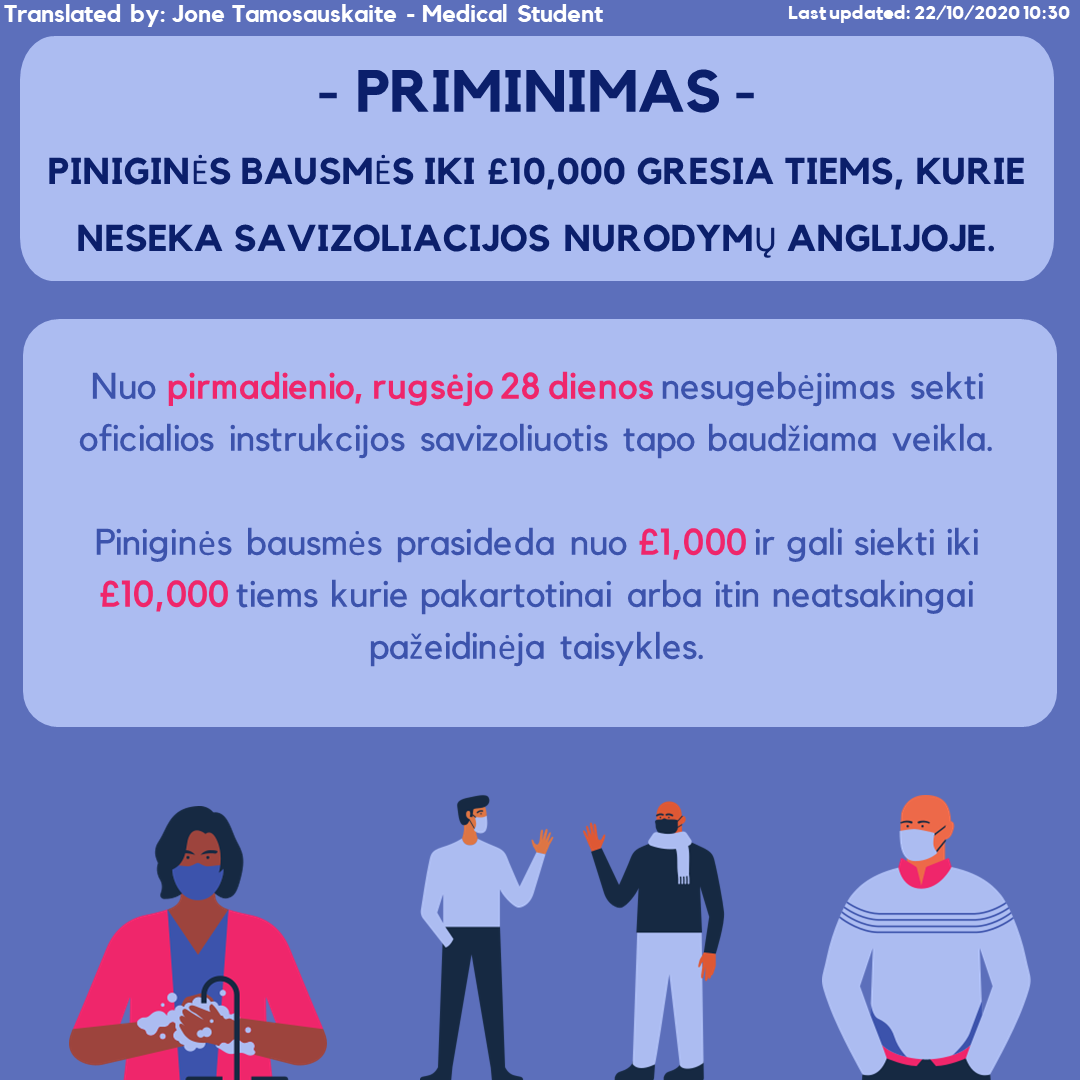 Translated by: Jone Tamosauskaite - Medical Student
Last updated: 22/10/2020 10:30
- PRIMINIMAS -
PINIGINĖS BAUSMĖS IKI £10,000 GRESIA TIEMS, KURIE
NESEKA SAVIZOLIACIJOS NURODYMŲ ANGLIJOJE.
Nuo pirmadienio, rugsėjo 28 dienos nesugebėjimas sekti
oficialios instrukcijos savizoliuotis tapo baudžiama veikla.
Piniginės bausmės prasideda nuo £1,000 ir gali siekti iki
£10,000 tiems kurie pakartotinai arba itin neatsakingai
pažeidinėja taisykles.